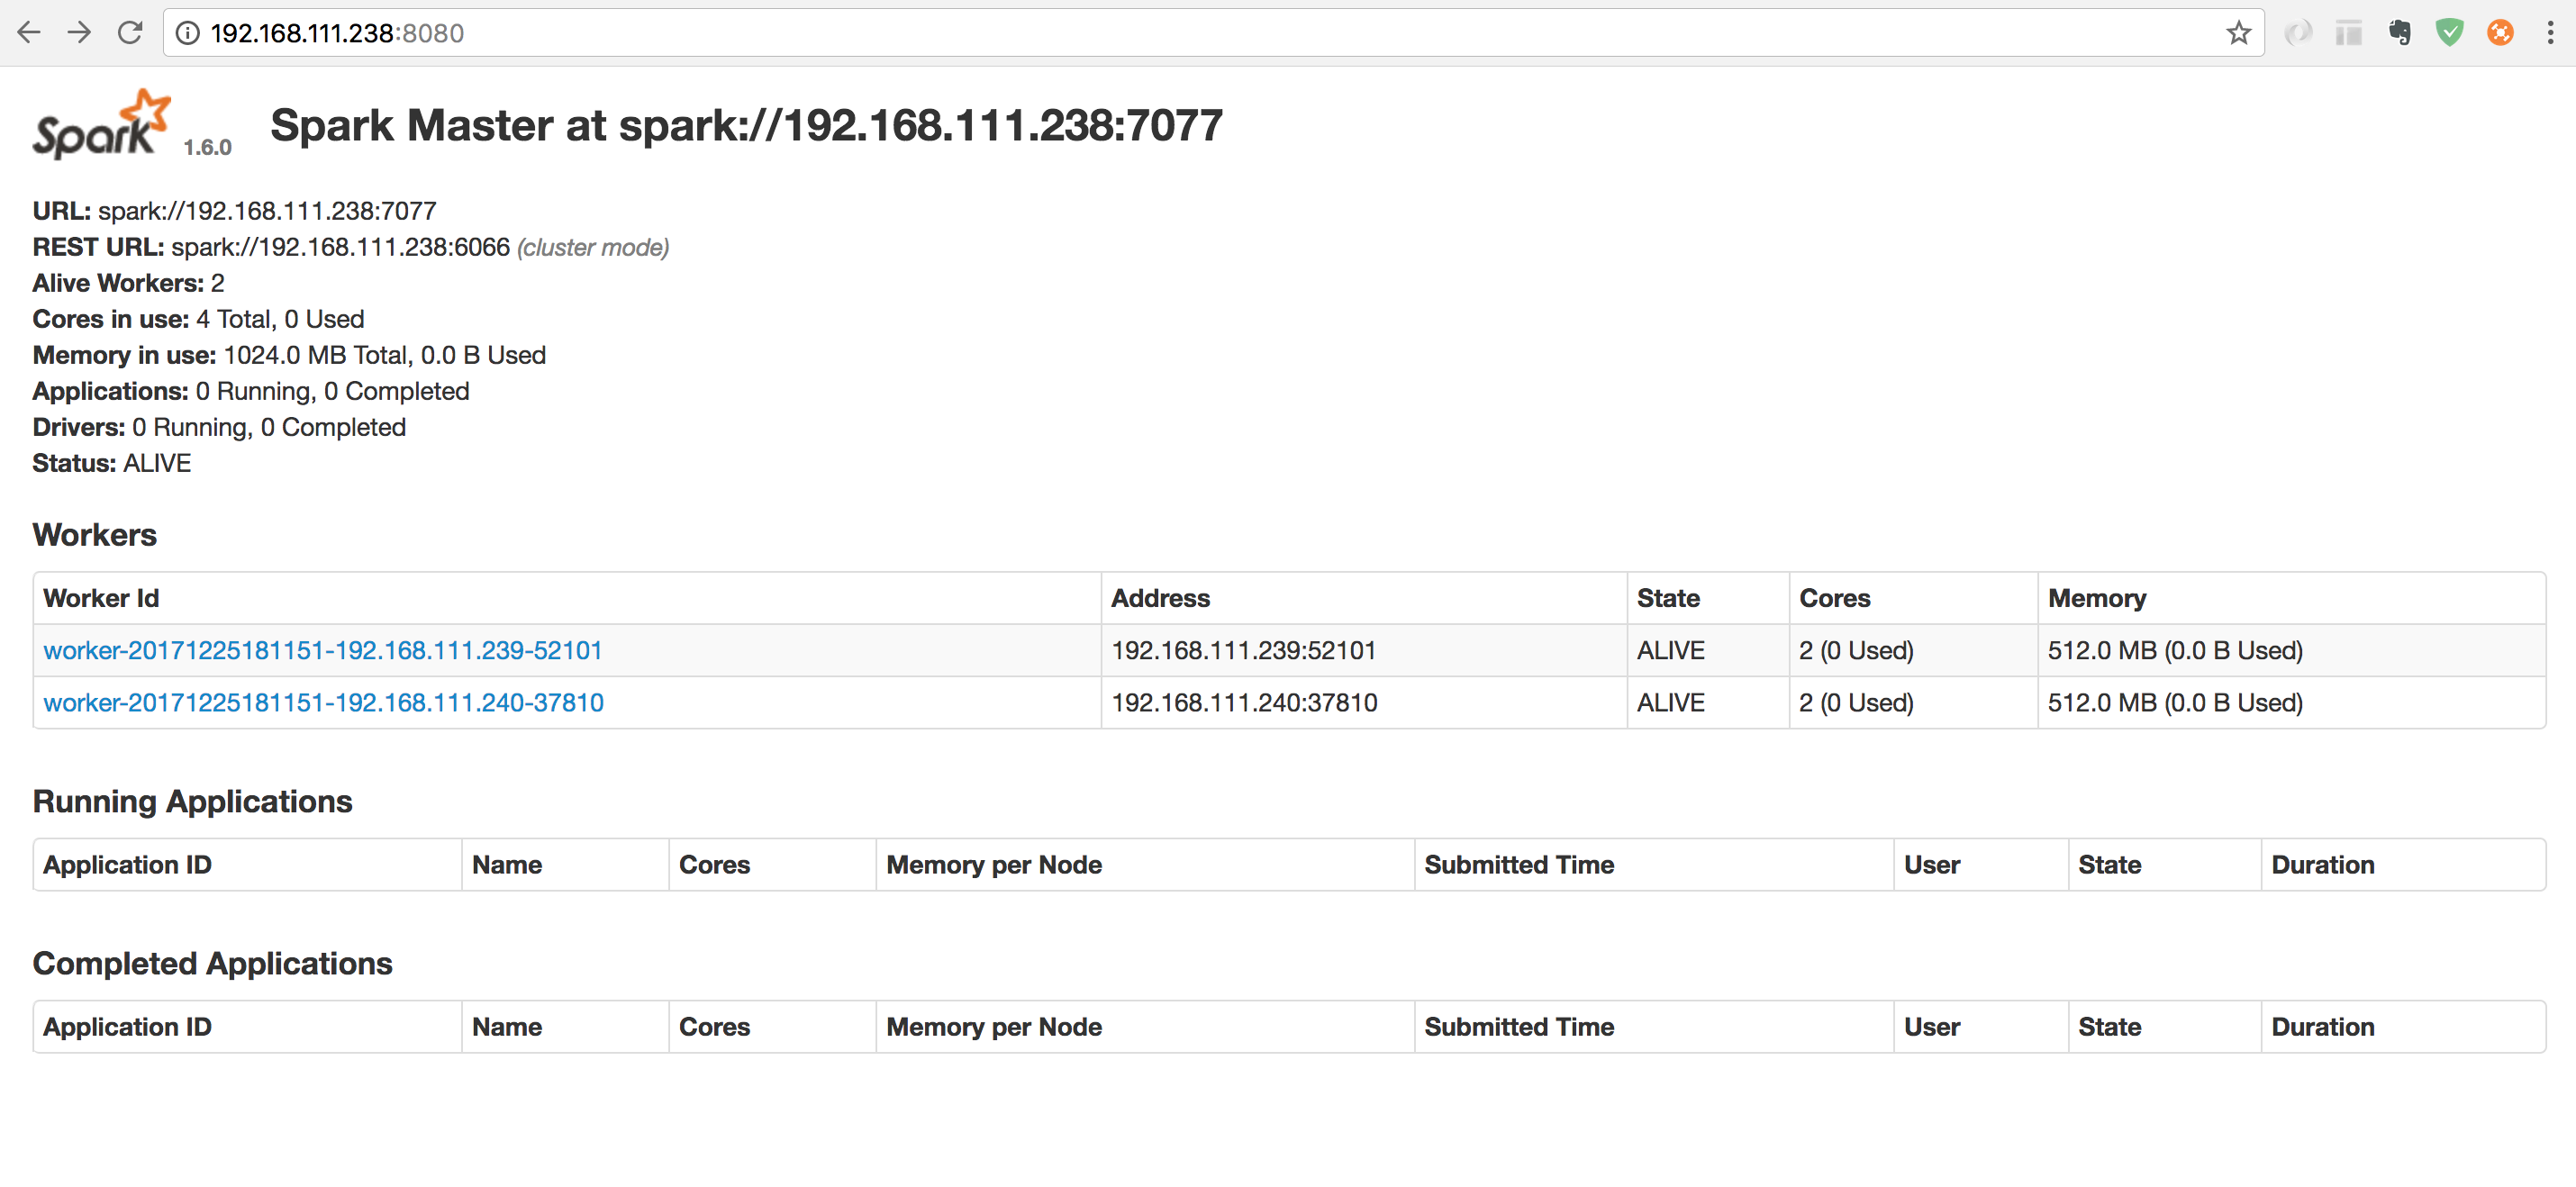 192.168.111.238:8080
Spark 1.6.0 Spark Master at spark://192.168.111.238:7077
URL: spark://192.168.111.238:7077
REST URL: spark://192.168.111.238:6066 (cluster mode)
Alive Workers: 2
Cores in use: 4 Total, 0 Used
Memory in use: 1024.0 MB Total, 0.0 B Used
Applications: 0 Running, 0 Completed
Drivers: 0 Running, 0 Completed
Status: ALIVE
Workers
Worker Id Address State Cores Memory
worker-20171225181151-192.168.111.239-52101 192.168.111.239:52101 ALIVE 2 (0 Used) 512.0 MB (0.0 B Used)
worker-20171225181151-192.168.111.240-37810 192.168.111.240:37810 ALIVE 2 (0 Used) 512.0 MB (0.0 B Used)
Running Applications
Application ID Name Cores Memory per Node Submitted Time User State Duration
Completed Applications
Application ID Name Cores Memory per Node Submitted Time User State Duration